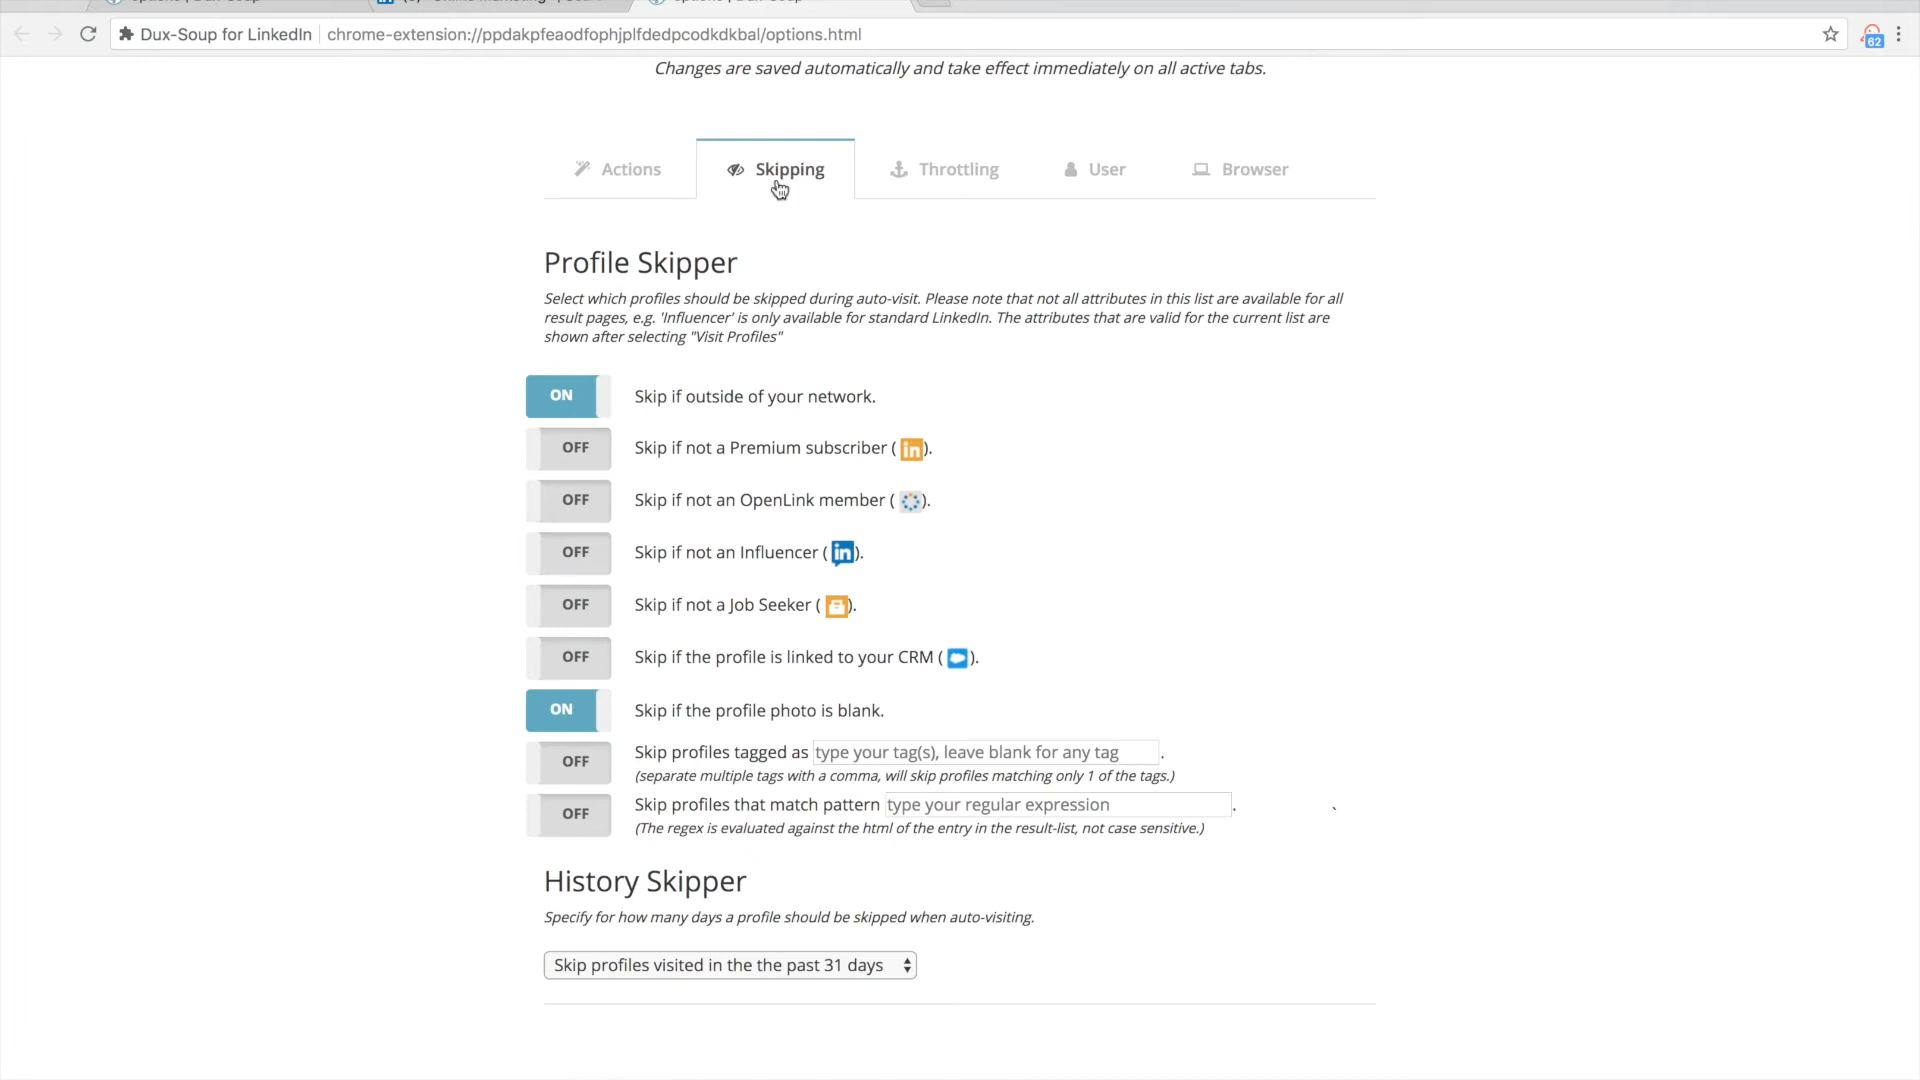 Dux-Soup for LinkedIn chrome-extension://ppdakpfeaodfophjplfdedpcodkdkbal/options.html
62
Changes are saved automatically and take effect immediately on all active tabs.
Actions Skipping Throttling User Browser
Profile Skipper
Select which profiles should be skipped during auto-visit. Please note that not all attributes in this list are available for all
result pages, e.g. 'Influencer' is only available for standard LinkedIn. The attributes that are valid for the current list are
shown after selecting "Visit Profiles"
ON Skip if outside of your network.
OFF Skip if not a Premium subscriber ( in ).
OFF Skip if not an OpenLink member ( ).
OFF Skip if not an Influencer ( in ).
OFF Skip if not a Job Seeker ( ).
OFF Skip if the profile is linked to your CRM ( ).
ON Skip if the profile photo is blank.
OFF Skip profiles tagged as type your tag(s), leave blank for any tag .
(separate multiple tags with a comma, will skip profiles matching only 1 of the tags.)
OFF Skip profiles that match pattern type your regular expression . `
(The regex is evaluated against the html of the entry in the result-list, not case sensitive.)
History Skipper
Specify for how many days a profile should be skipped when auto-visiting.
Skip profiles visited in the the past 31 days